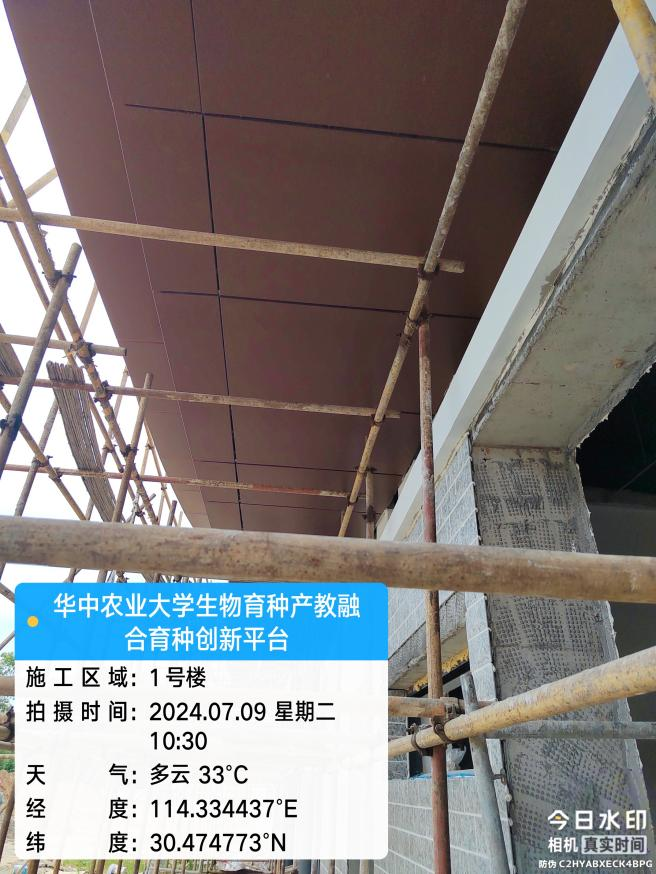 华中农业大学生物育种产教融
合育种创新平台
施工区域：1号楼
拍摄时间：2024.07.09 星期二
10:30
天气：多云 33°C
经度：114.334437°E
纬度：30.474773°N
今日水印
相机 真实时间
防伪 C2HYABXECK4BPG